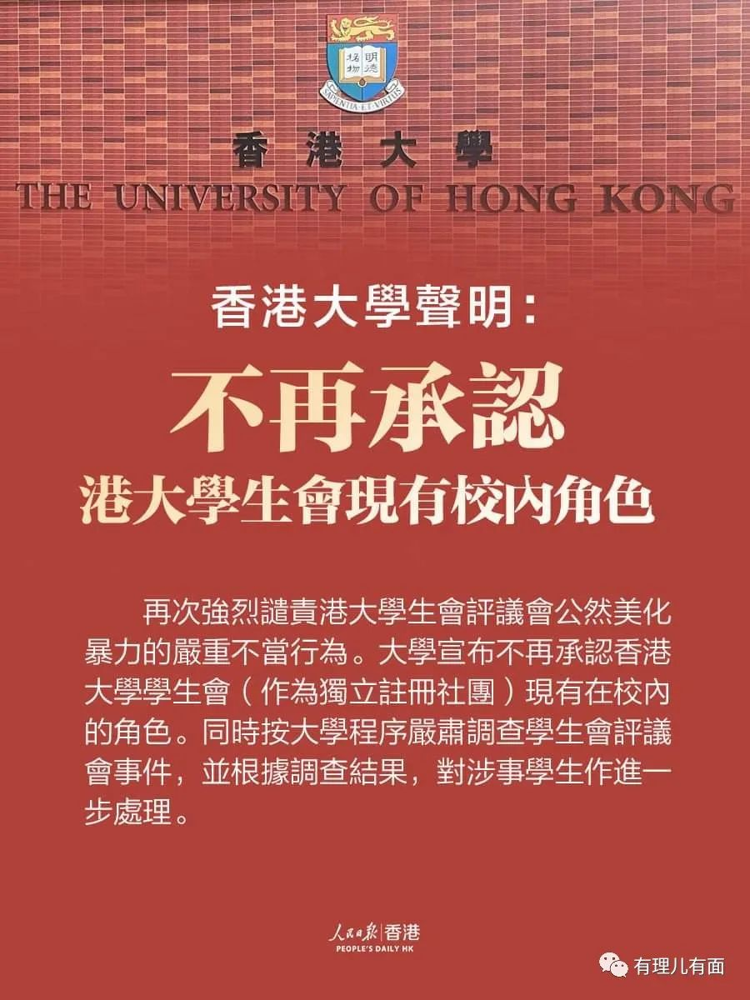 明德
格物
SAPIENTIA·ET·VIRTUS
香港大學
THE UNIVERSITY OF HONG KONG
香港大學聲明：
不再承認
港大學生會現有校內角色
再次強烈譴責港大學生會評議會公然美化
暴力的嚴重不當行為。大學宣布不再承認香港
大學學生會（作為獨立註冊社團）現有在校內
的角色。同時按大學程序嚴肅調查學生會評議
會事件，並根據調查結果，對涉事學生作進一
步處理。
人民日报|香港
PEOPLE'S DAILY HK
有理儿有面